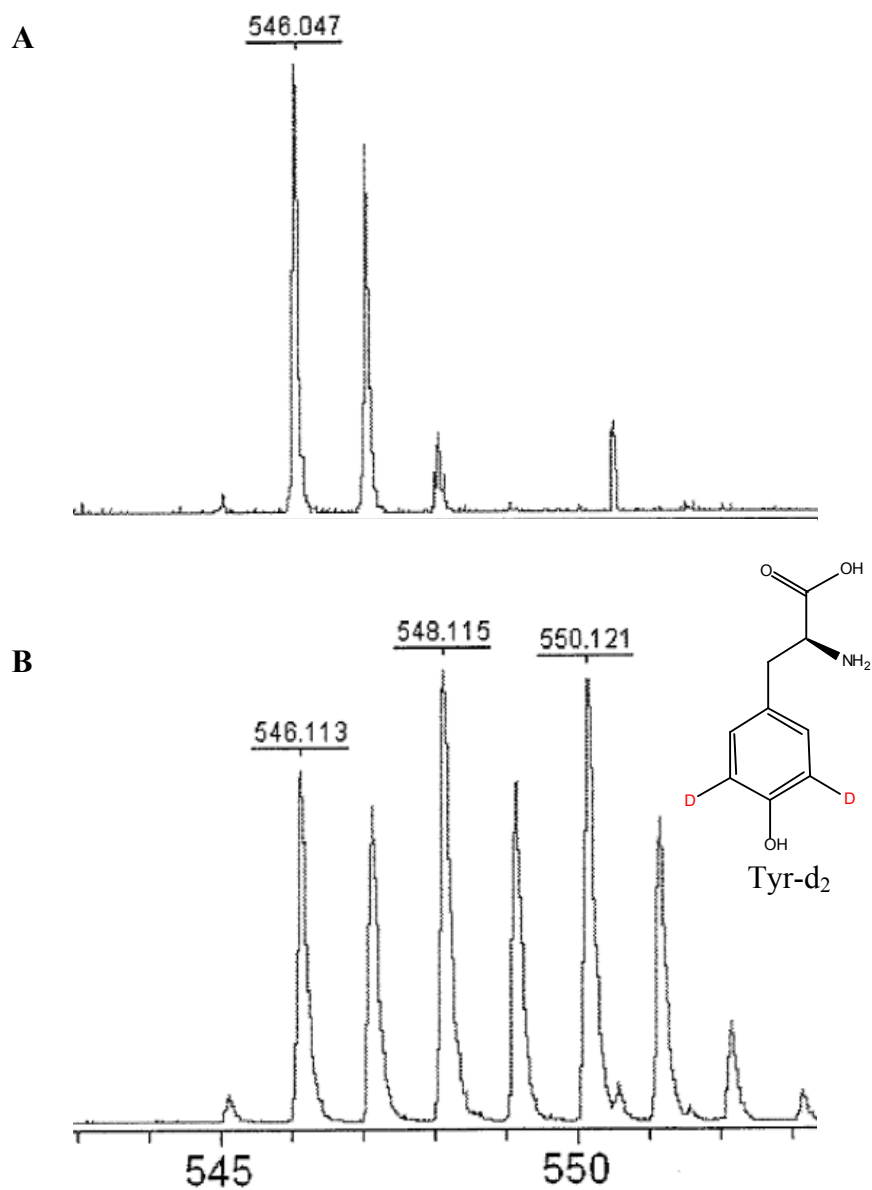 A
546.047
B
546.113
548.115
550.121
O
OH
NH₂
D
D
OH
Tyr-d₂
545
550